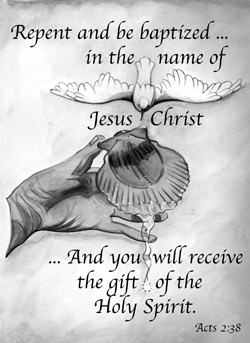 Repent and be baptized ...
in the name of
Jesus Christ
... And you will receive
the gift of the
Holy Spirit.
Acts 2:38